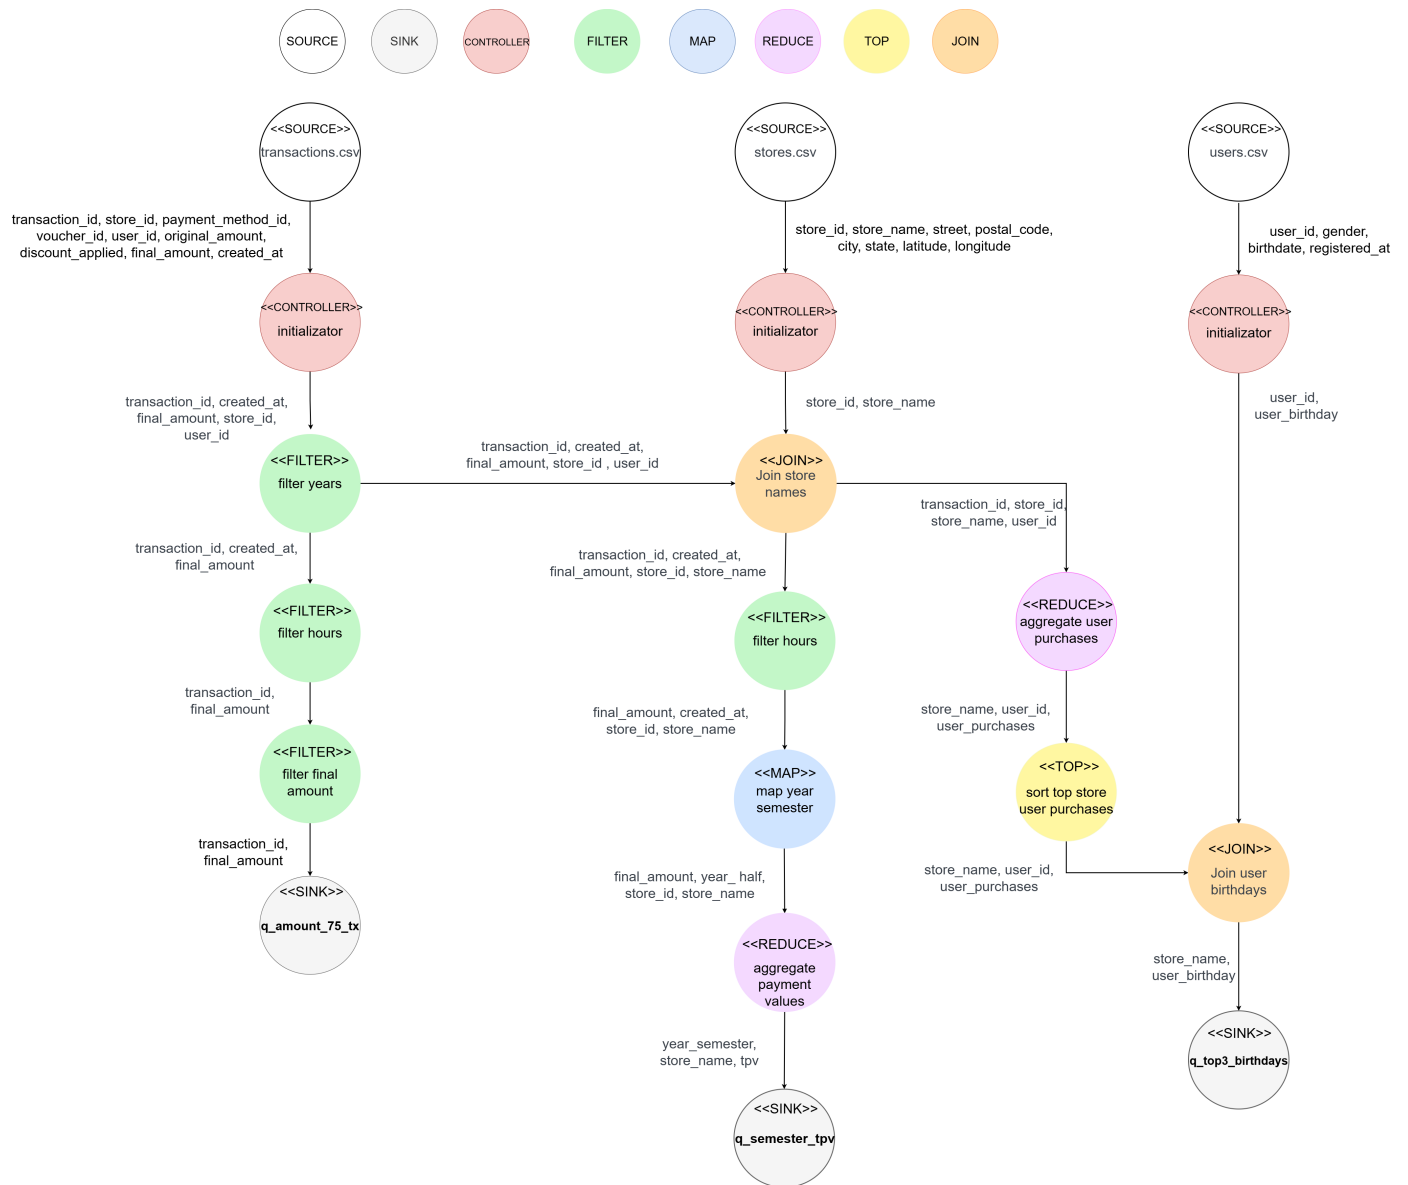 SOURCE
SINK
CONTROLLER
FILTER
MAP
REDUCE
TOP
JOIN
<<SOURCE>>
transactions.csv
<<SOURCE>>
stores.csv
<<SOURCE>>
users.csv
transaction_id, store_id, payment_method_id,
voucher_id, user_id, original_amount,
discount_applied, final_amount, created_at
store_id, store_name, street, postal_code,
city, state, latitude, longitude
user_id, gender,
birthdate, registered_at
<<CONTROLLER>>
initializator
<<CONTROLLER>>
initializator
<<CONTROLLER>>
initializator
transaction_id, created_at,
final_amount, store_id,
user_id
store_id, store_name
user_id,
user_birthday
<<FILTER>>
filter years
transaction_id, created_at,
final_amount, store_id , user_id
<<JOIN>>
Join store
names
transaction_id, store_id,
store_name, user_id
transaction_id, created_at,
final_amount
transaction_id, created_at,
final_amount, store_id, store_name
<<FILTER>>
filter hours
<<FILTER>>
filter hours
<<REDUCE>>
aggregate user
purchases
transaction_id,
final_amount
final_amount, created_at,
store_id, store_name
store_name, user_id,
user_purchases
<<FILTER>>
filter final
amount
<<MAP>>
map year
semester
<<TOP>>
sort top store
user purchases
transaction_id,
final_amount
final_amount, year_ half,
store_id, store_name
store_name, user_id,
user_purchases
<<JOIN>>
Join user
birthdays
<<SINK>>
q_amount_75_tx
<<REDUCE>>
aggregate
payment
values
store_name,
user_birthday
year_semester,
store_name, tpv
<<SINK>>
q_top3_birthdays
<<SINK>>
q_semester_tpv